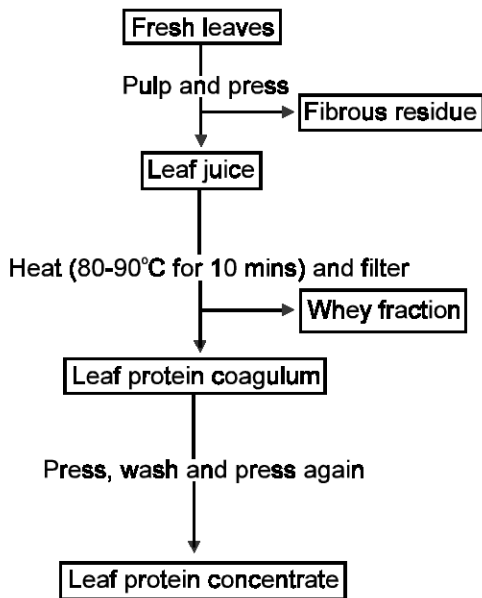 Fresh leaves
Pulp and press
Fibrous residue
Leaf juice
Heat (80-90°C for 10 mins) and filter
Whey fraction
Leaf protein coagulum
Press, wash and press again
Leaf protein concentrate